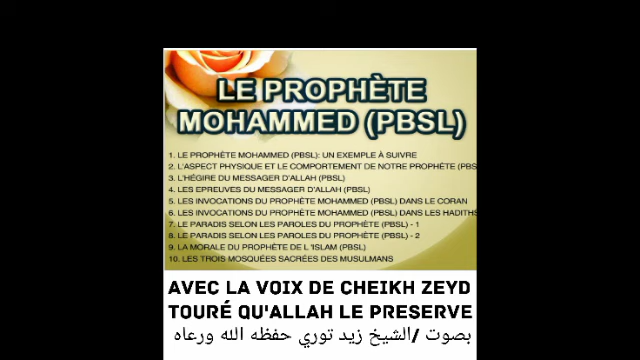 LE PROPHÈTE
MOHAMMED (PBSL)
1. LE PROPHÈTE MOHAMMED (PBSL): UN EXEMPLE À SUIVRE
2. L'ASPECT PHYSIQUE ET LE COMPORTEMENT DE NOTRE PROPHÈTE (PBS
3. L'HÉGIRE DU MESSAGER D'ALLAH (PBSL)
4. LES EPREUVES DU MESSAGER D'ALLAH (PBSL)
5. LES INVOCATIONS DU PROPHÈTE MOHAMMED (PBSL) DANS LE CORAN
6. LES INVOCATIONS DU PROPHÈTE MOHAMMED (PBSL) DANS LES HADITHS
7. LE PARADIS SELON LES PAROLES DU PROPHÈTE (PBSL) - 1
8. LE PARADIS SELON LES PAROLES DU PROPHÈTE (PBSL) - 2
9. LA MORALE DU PROPHÈTE DE L 'ISLAM (PBSL)
10. LES TROIS MOSQUÉES SACRÉES DES MUSULMANS
AVEC LA VOIX DE CHEIKH ZEYD
TOURÉ QU'ALLAH LE PRESERVE
بصوت /الشيخ زيد توري حفظه الله ورعاه